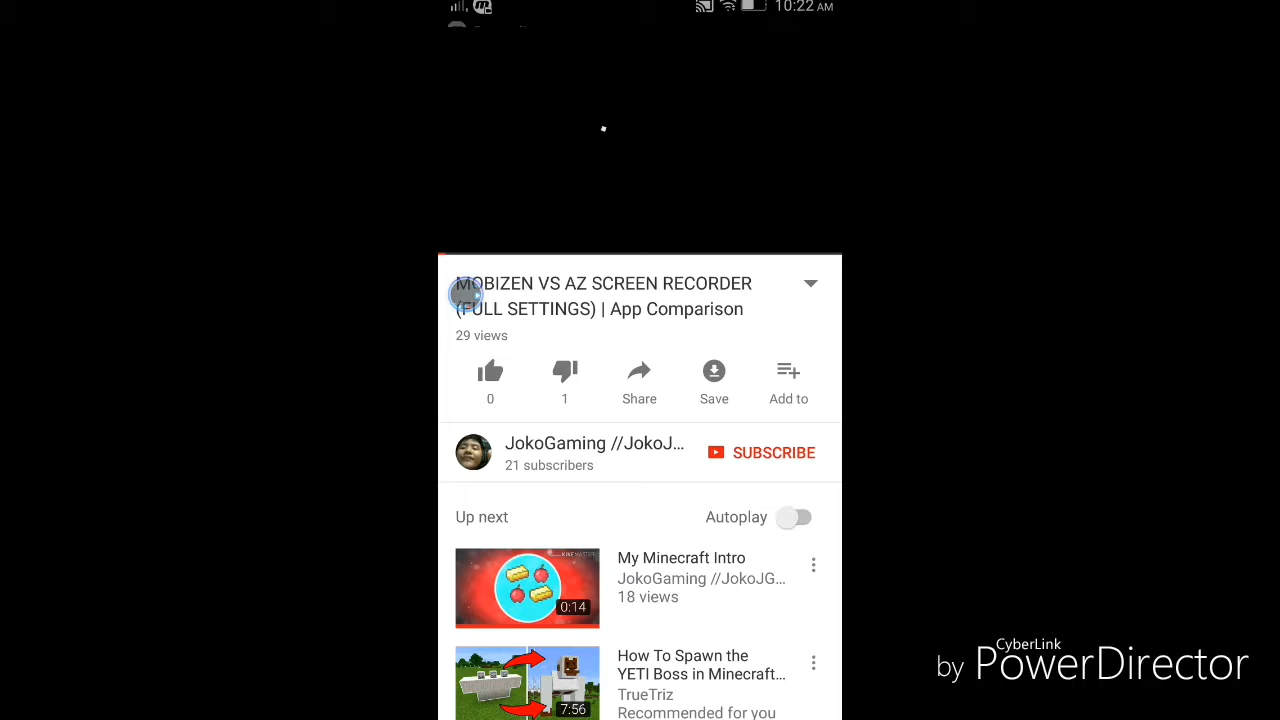 10:22 AM
MOBIZEN VS AZ SCREEN RECORDER
(FULL SETTINGS) | App Comparison
29 views
0
1
Share
Save
Add to
JokoGaming //JokoJ...
21 subscribers
SUBSCRIBE
Up next
Autoplay
KINEMASTER
0:14
My Minecraft Intro
JokoGaming //JokoJG...
18 views
7:56
How To Spawn the
YETI Boss in Minecraft...
TrueTriz
Recommended for you
CyberLink
by PowerDirector